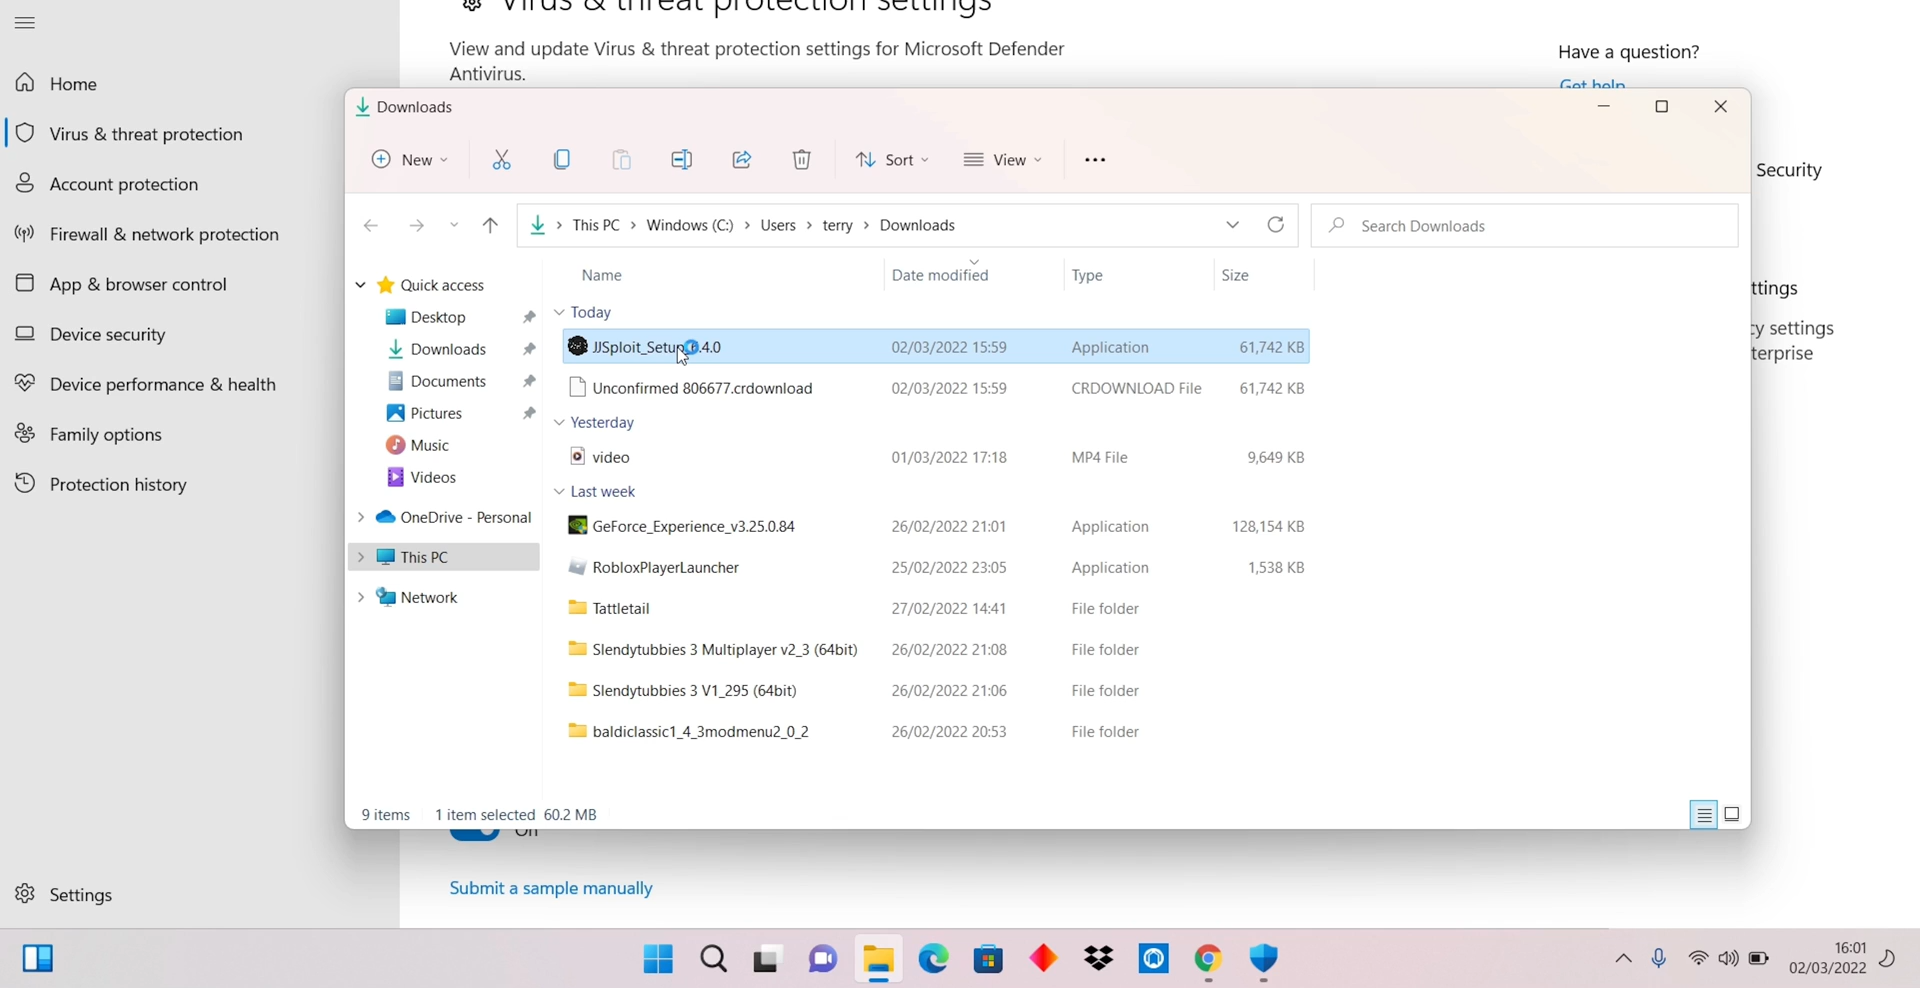 Virus & threat protection settings
View and update Virus & threat protection settings for Microsoft Defender
Antivirus.
Have a question?
Get help
Home
Virus & threat protection
Account protection
Firewall & network protection
App & browser control
Device security
Device performance & health
Family options
Protection history
Settings
Security
ttings
cy settings
terprise
Downloads
New
Sort
View
This PC
Windows (C:)
Users
terry
Downloads
Search Downloads
Quick access
Desktop
Downloads
Documents
Pictures
Music
Videos
OneDrive - Personal
This PC
Network
Name Date modified Type Size
Today
JJSploit_Setup .4.0 02/03/2022 15:59 Application 61,742 KB
Unconfirmed 806677.crdownload 02/03/2022 15:59 CRDOWNLOAD File 61,742 KB
Yesterday
video 01/03/2022 17:18 MP4 File 9,649 KB
Last week
GeForce_Experience_v3.25.0.84 26/02/2022 21:01 Application 128,154 KB
RobloxPlayerLauncher 25/02/2022 23:05 Application 1,538 KB
Tattletail 27/02/2022 14:41 File folder
Slendytubbies 3 Multiplayer v2_3 (64bit) 26/02/2022 21:08 File folder
Slendytubbies 3 V1_295 (64bit) 26/02/2022 21:06 File folder
baldiclassic1_4_3modmenu2_0_2 26/02/2022 20:53 File folder
9 items 1 item selected 60.2 MB
On
Submit a sample manually
16:01
02/03/2022